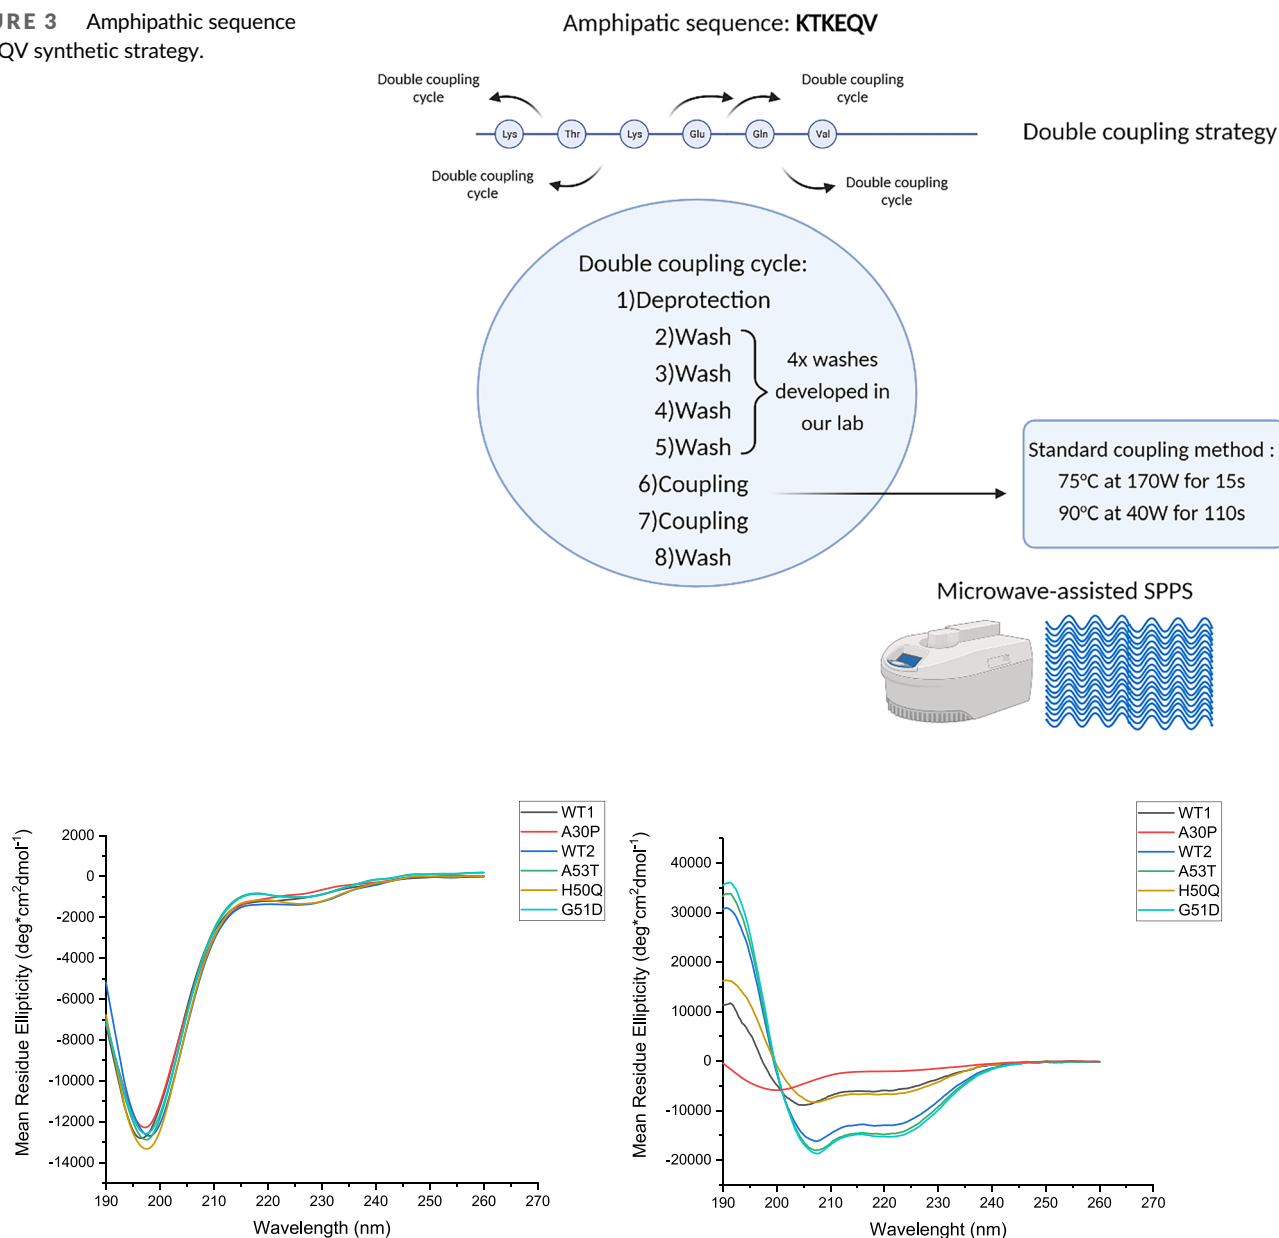 URE 3 Amphipathic sequence
QV synthetic strategy.
Amphipatic sequence: KTKEQV
Double coupling
cycle
Double coupling
cycle
Lys Thr Lys Glu Gln Val
Double coupling strategy
Double coupling
cycle
Double coupling
cycle
Double coupling cycle:
1)Deprotection
2)Wash
3)Wash
4)Wash
5)Wash
4x washes
developed in
our lab
6)Coupling
7)Coupling
8)Wash
Standard coupling method :
75°C at 170W for 15s
90°C at 40W for 110s
Microwave-assisted SPPS
WT1
A30P
WT2
A53T
H50Q
G51D
Mean Residue Ellipticity (deg*cm2dmol-1)
2000
0
-2000
-4000
-6000
-8000
-10000
-12000
-14000
190 200 210 220 230 240 250 260 270
Wavelength (nm)
WT1
A30P
WT2
A53T
H50Q
G51D
Mean Residue Ellipticity (deg*cm2dmol-1)
40000
30000
20000
10000
0
-10000
-20000
190 200 210 220 230 240 250 260 270
Wavelenght (nm)